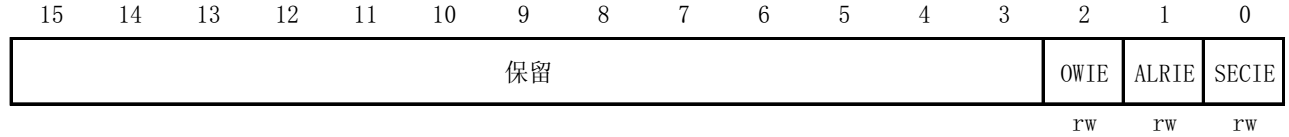 15 14 13 12 11 10 9 8 7 6 5 4 3 2 1 0
保留 OWIE ALRIE SECIE
rw rw rw